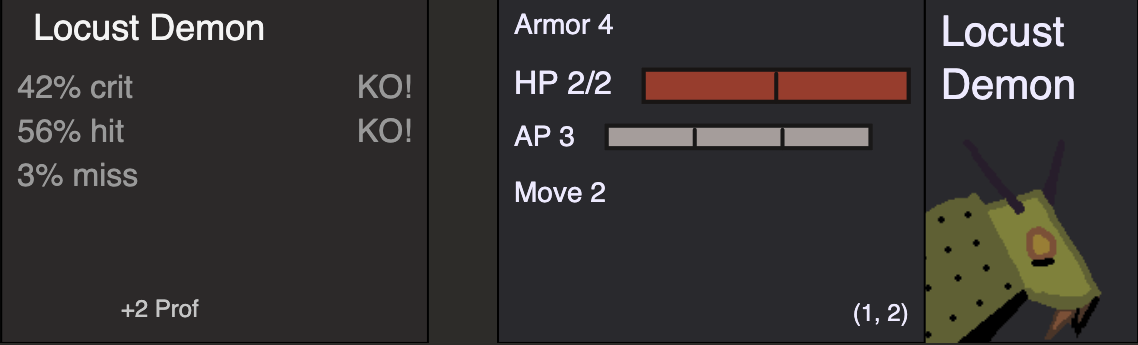 Locust Demon
42% crit KO!
56% hit KO!
3% miss
+2 Prof
Armor 4
HP 2/2
AP 3
Move 2
(1, 2)
Locust
Demon